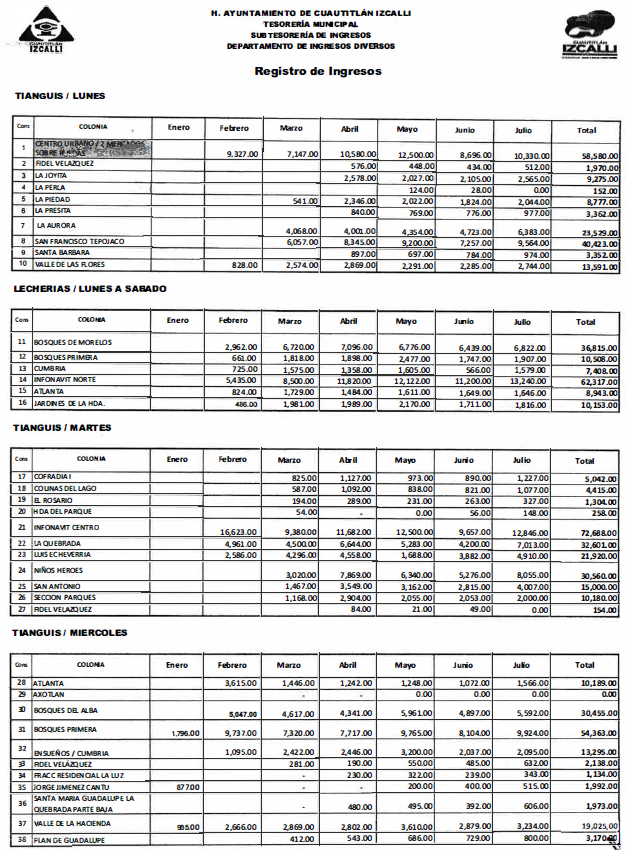 H. AYUNTAMIENTO DE CUAUTITLÁN IZCALLI
TESORERÍA MUNICIPAL
SUBTESORERÍA DE INGRESOS
DEPARTAMENTO DE INGRESOS DIVERSOS
CUAUTITLÁN
IZCALLI
CUAUTITLÁN
IZCALLI
Registro de Ingresos
TIANGUIS / LUNES
Cons COLONIA Enero Febrero Marzo Abril Mayo Junio Julio Total
1 CENTRO URBANO / 2 MERCADOS SOBRE RUEDAS 9,327.00 7,147.00 10,580.00 12,500.00 8,696.00 10,330.00 58,580.00
2 FIDEL VELAZQUEZ 576.00 448.00 434.00 512.00 1,970.00
3 LA JOYITA 2,578.00 2,027.00 2,105.00 2,565.00 9,275.00
4 LA PERLA 124.00 28.00 0.00 152.00
5 LA PIEDAD 541.00 2,346.00 2,022.00 1,824.00 2,044.00 8,777.00
6 LA PRESITA 840.00 769.00 776.00 977.00 3,362.00
7 LA AURORA 4,068.00 4,001.00 4,354.00 4,723.00 6,383.00 23,529.00
8 SAN FRANCISCO TEPOJACO 6,057.00 8,345.00 9,200.00 7,257.00 9,564.00 40,423.00
9 SANTA BARBARA 897.00 697.00 784.00 974.00 3,352.00
10 VALLE DE LAS FLORES 828.00 2,574.00 2,869.00 2,291.00 2,285.00 2,744.00 13,591.00
LECHERIAS / LUNES A SABADO
Cons COLONIA Enero Febrero Marzo Abril Mayo Junio Julio Total
11 BOSQUES DE MORELOS 2,962.00 6,720.00 7,096.00 6,776.00 6,439.00 6,822.00 36,815.00
12 BOSQUES PRIMERA 661.00 1,818.00 1,898.00 2,477.00 1,747.00 1,907.00 10,508.00
13 CUMBRIA 725.00 1,575.00 1,358.00 1,605.00 566.00 1,579.00 7,408.00
14 INFONAVIT NORTE 5,435.00 8,500.00 11,820.00 12,122.00 11,200.00 13,240.00 62,317.00
15 ATLANTA 824.00 1,729.00 1,484.00 1,611.00 1,649.00 1,646.00 8,943.00
16 JARDINES DE LA HDA. 486.00 1,981.00 1,989.00 2,170.00 1,711.00 1,816.00 10,153.00
TIANGUIS / MARTES
Cons COLONIA Enero Febrero Marzo Abril Mayo Junio Julio Total
17 COFRADIA I 825.00 1,127.00 973.00 890.00 1,227.00 5,042.00
18 COLINAS DEL LAGO 587.00 1,092.00 838.00 821.00 1,077.00 4,415.00
19 EL ROSARIO 194.00 289.00 231.00 263.00 327.00 1,304.00
20 HDA DEL PARQUE 54.00 - 0.00 56.00 148.00 258.00
21 INFONAVIT CENTRO 16,623.00 9,380.00 11,682.00 12,500.00 9,657.00 12,846.00 72,688.00
22 LA QUEBRADA 4,961.00 4,500.00 6,644.00 5,283.00 4,200.00 7,013.00 32,601.00
23 LUIS ECHEVERRIA 2,586.00 4,296.00 4,558.00 1,688.00 3,882.00 4,910.00 21,920.00
24 NIÑOS HEROES 3,020.00 7,869.00 6,340.00 5,276.00 8,055.00 30,560.00
25 SAN ANTONIO 1,467.00 3,549.00 3,162.00 2,815.00 4,007.00 15,000.00
26 SECCION PARQUES 1,168.00 2,904.00 2,055.00 2,053.00 2,000.00 10,180.00
27 FIDEL VELAZQUEZ 84.00 21.00 49.00 0.00 154.00
TIANGUIS / MIERCOLES
Cons COLONIA Enero Febrero Marzo Abril Mayo Junio Julio Total
28 ATLANTA 3,615.00 1,446.00 1,242.00 1,248.00 1,072.00 1,566.00 10,189.00
29 AXOTLAN - - 0.00 0.00 0.00 0.00
30 BOSQUES DEL ALBA 5,047.00 4,617.00 4,341.00 5,961.00 4,897.00 5,592.00 30,455.00
31 BOSQUES PRIMERA 1,796.00 9,737.00 7,320.00 7,717.00 9,765.00 8,104.00 9,924.00 54,363.00
32 ENSUEÑOS / CUMBRIA 1,095.00 2,422.00 2,446.00 3,200.00 2,037.00 2,095.00 13,295.00
33 FIDEL VELÁZQUEZ 281.00 190.00 550.00 485.00 632.00 2,138.00
34 FRACC RESIDENCIAL LA LUZ - 230.00 322.00 239.00 343.00 1,134.00
35 JORGE JIMENEZ CANTU 877.00 - - 200.00 400.00 515.00 1,992.00
36 SANTA MARIA GUADALUPE LA QUEBRADA PARTE BAJA - 480.00 495.00 392.00 606.00 1,973.00
37 VALLE DE LA HACIENDA 965.00 2,666.00 2,869.00 2,802.00 3,610.00 2,879.00 3,234.00 19,025.00
38 PLAN DE GUADALUPE 412.00 543.00 686.00 729.00 800.00 3,170.00